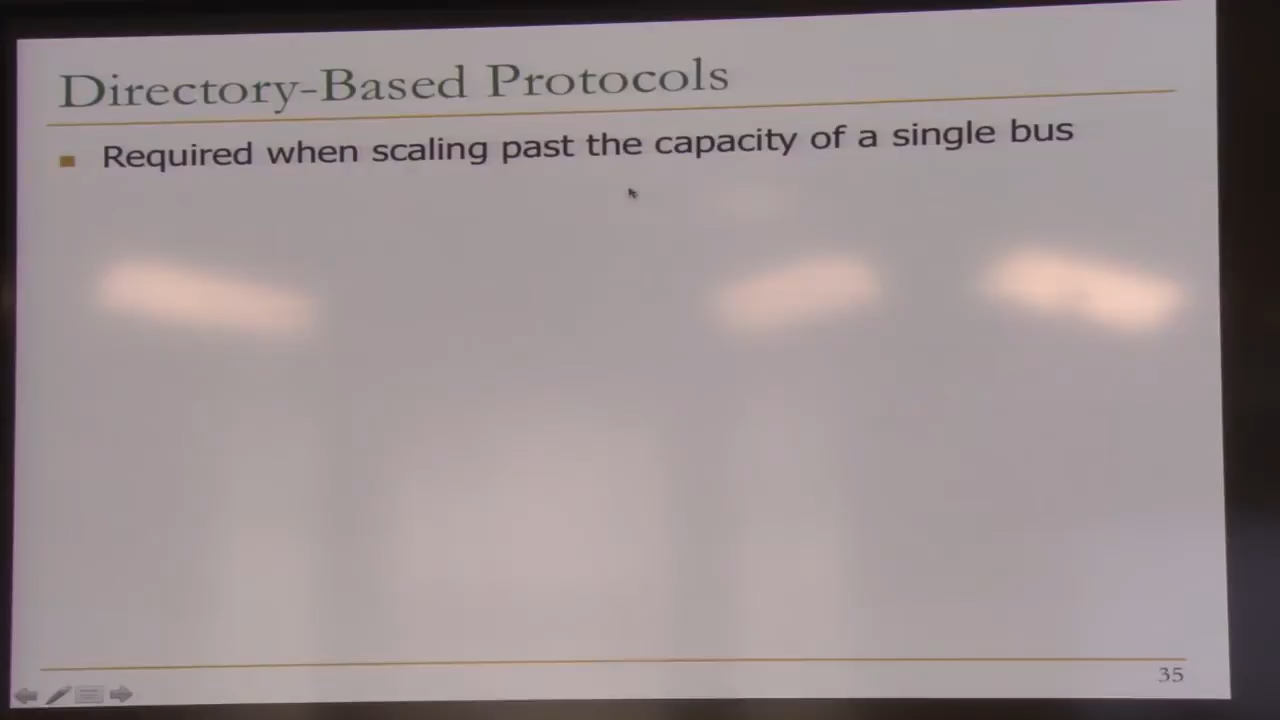 Directory-Based Protocols
Required when scaling past the capacity of a single bus
35